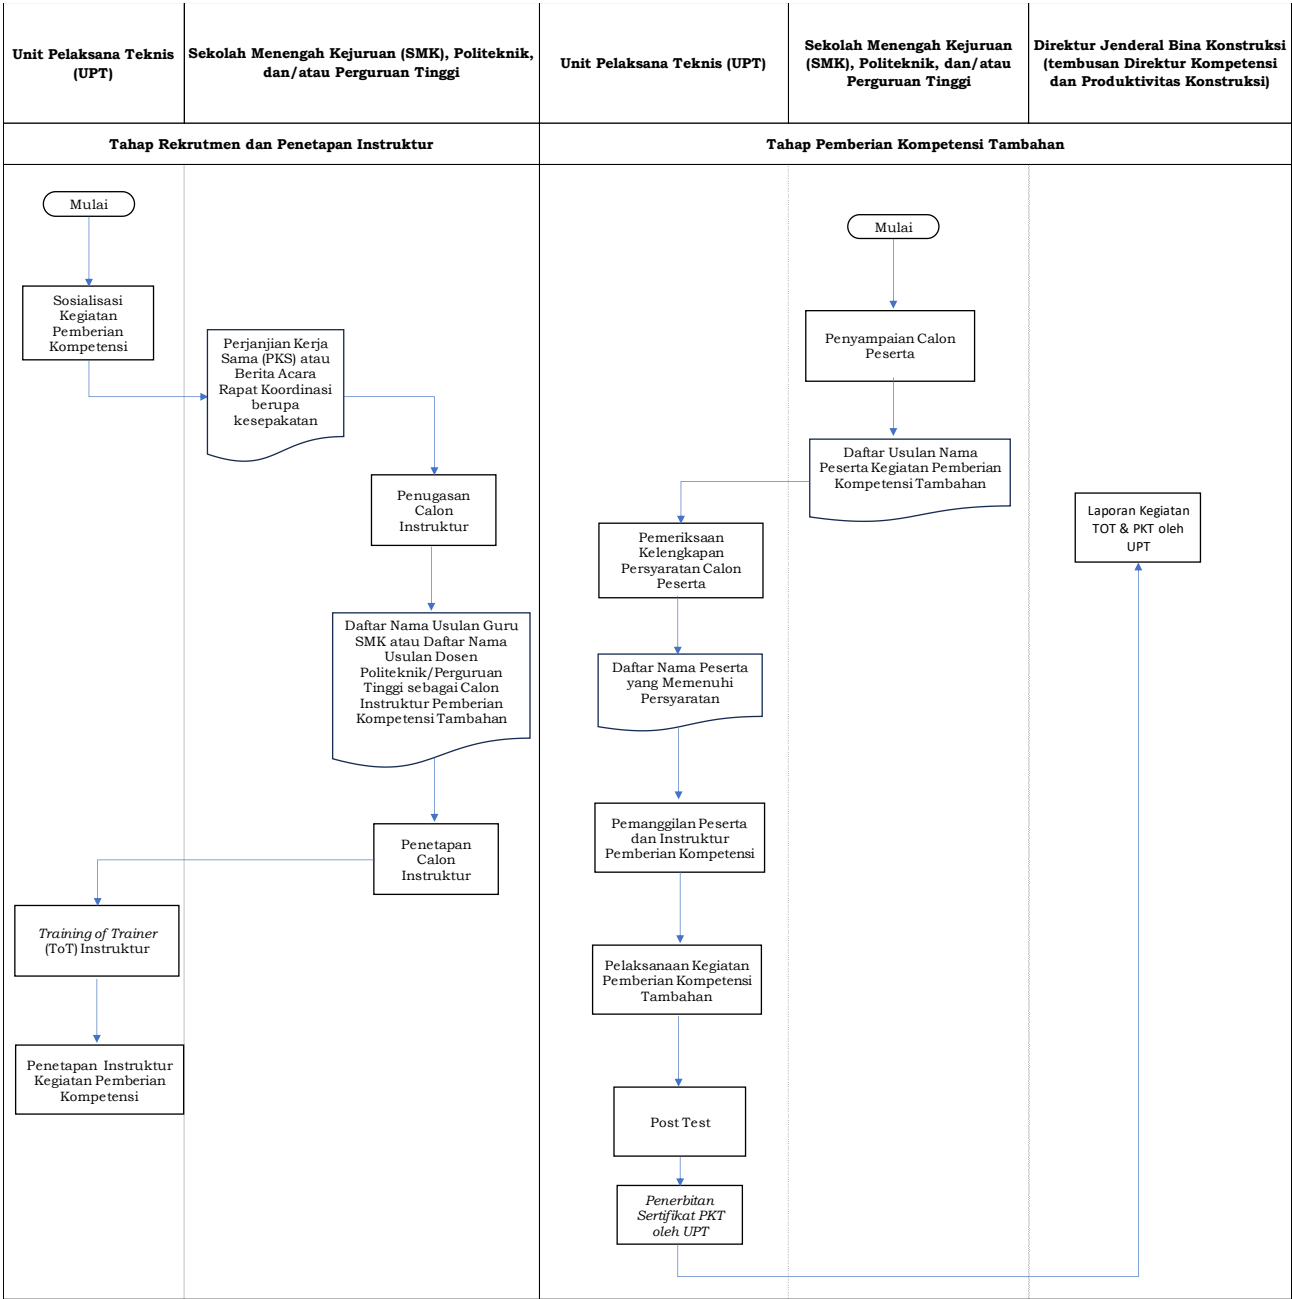 Unit Pelaksana Teknis
(UPT)
Sekolah Menengah Kejuruan (SMK), Politeknik,
dan/atau Perguruan Tinggi
Unit Pelaksana Teknis (UPT)
Sekolah Menengah Kejuruan
(SMK), Politeknik, dan/atau
Perguruan Tinggi
Direktur Jenderal Bina Konstruksi
(tembusan Direktur Kompetensi
dan Produktivitas Konstruksi)
Tahap Rekrutmen dan Penetapan Instruktur
Tahap Pemberian Kompetensi Tambahan
Mulai
Sosialisasi
Kegiatan
Pemberian
Kompetensi
Perjanjian Kerja
Sama (PKS) atau
Berita Acara
Rapat Koordinasi
berupa
kesepakatan
Penugasan
Calon
Instruktur
Daftar Nama Usulan Guru
SMK atau Daftar Nama
Usulan Dosen
Politeknik/Perguruan
Tinggi sebagai Calon
Instruktur Pemberian
Kompetensi Tambahan
Penetapan
Calon
Instruktur
Training of Trainer
(ToT) Instruktur
Penetapan Instruktur
Kegiatan Pemberian
Kompetensi
Mulai
Penyampaian Calon
Peserta
Daftar Usulan Nama
Peserta Kegiatan Pemberian
Kompetensi Tambahan
Pemeriksaan
Kelengkapan
Persyaratan Calon
Peserta
Daftar Nama Peserta
yang Memenuhi
Persyaratan
Pemanggilan Peserta
dan Instruktur
Pemberian Kompetensi
Pelaksanaan Kegiatan
Pemberian Kompetensi
Tambahan
Post Test
Penerbitan
Sertifikat PKT
oleh UPT
Laporan Kegiatan
TOT & PKT oleh
UPT